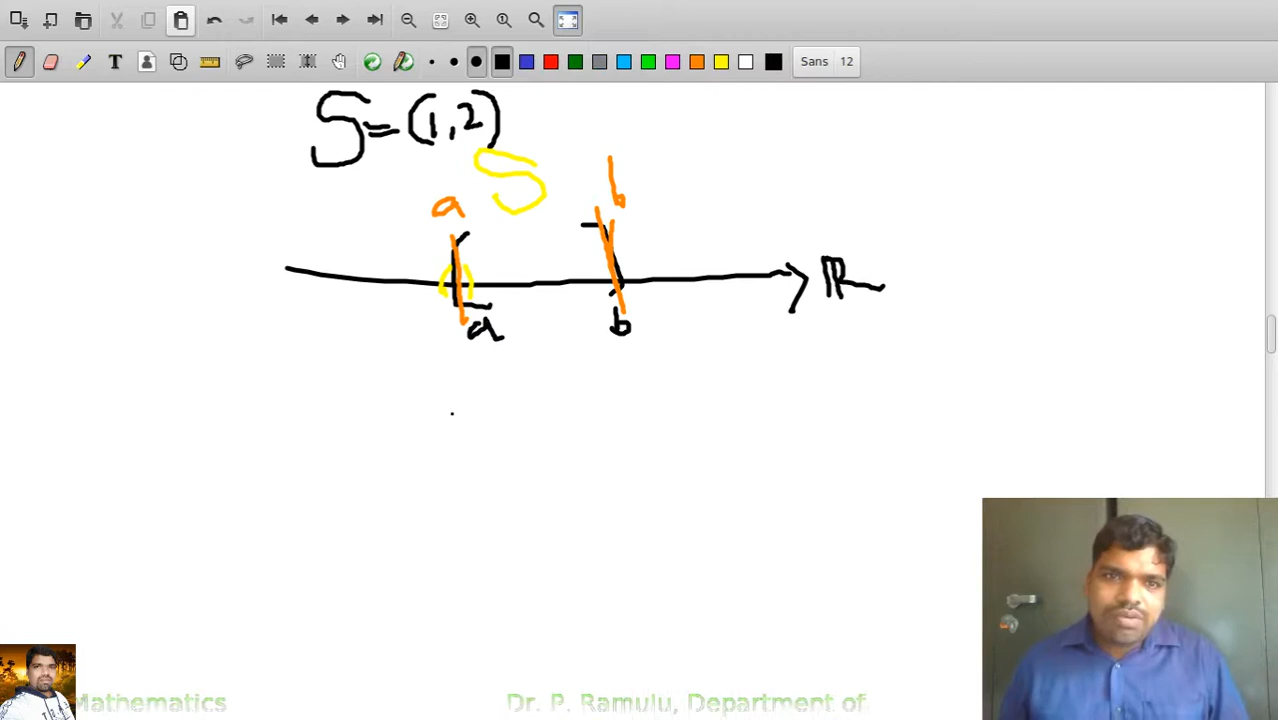 Sans 12
S = (1,2)
S
a b
ℝ
a b
Mathematics Dr. P. Ramulu, Department of